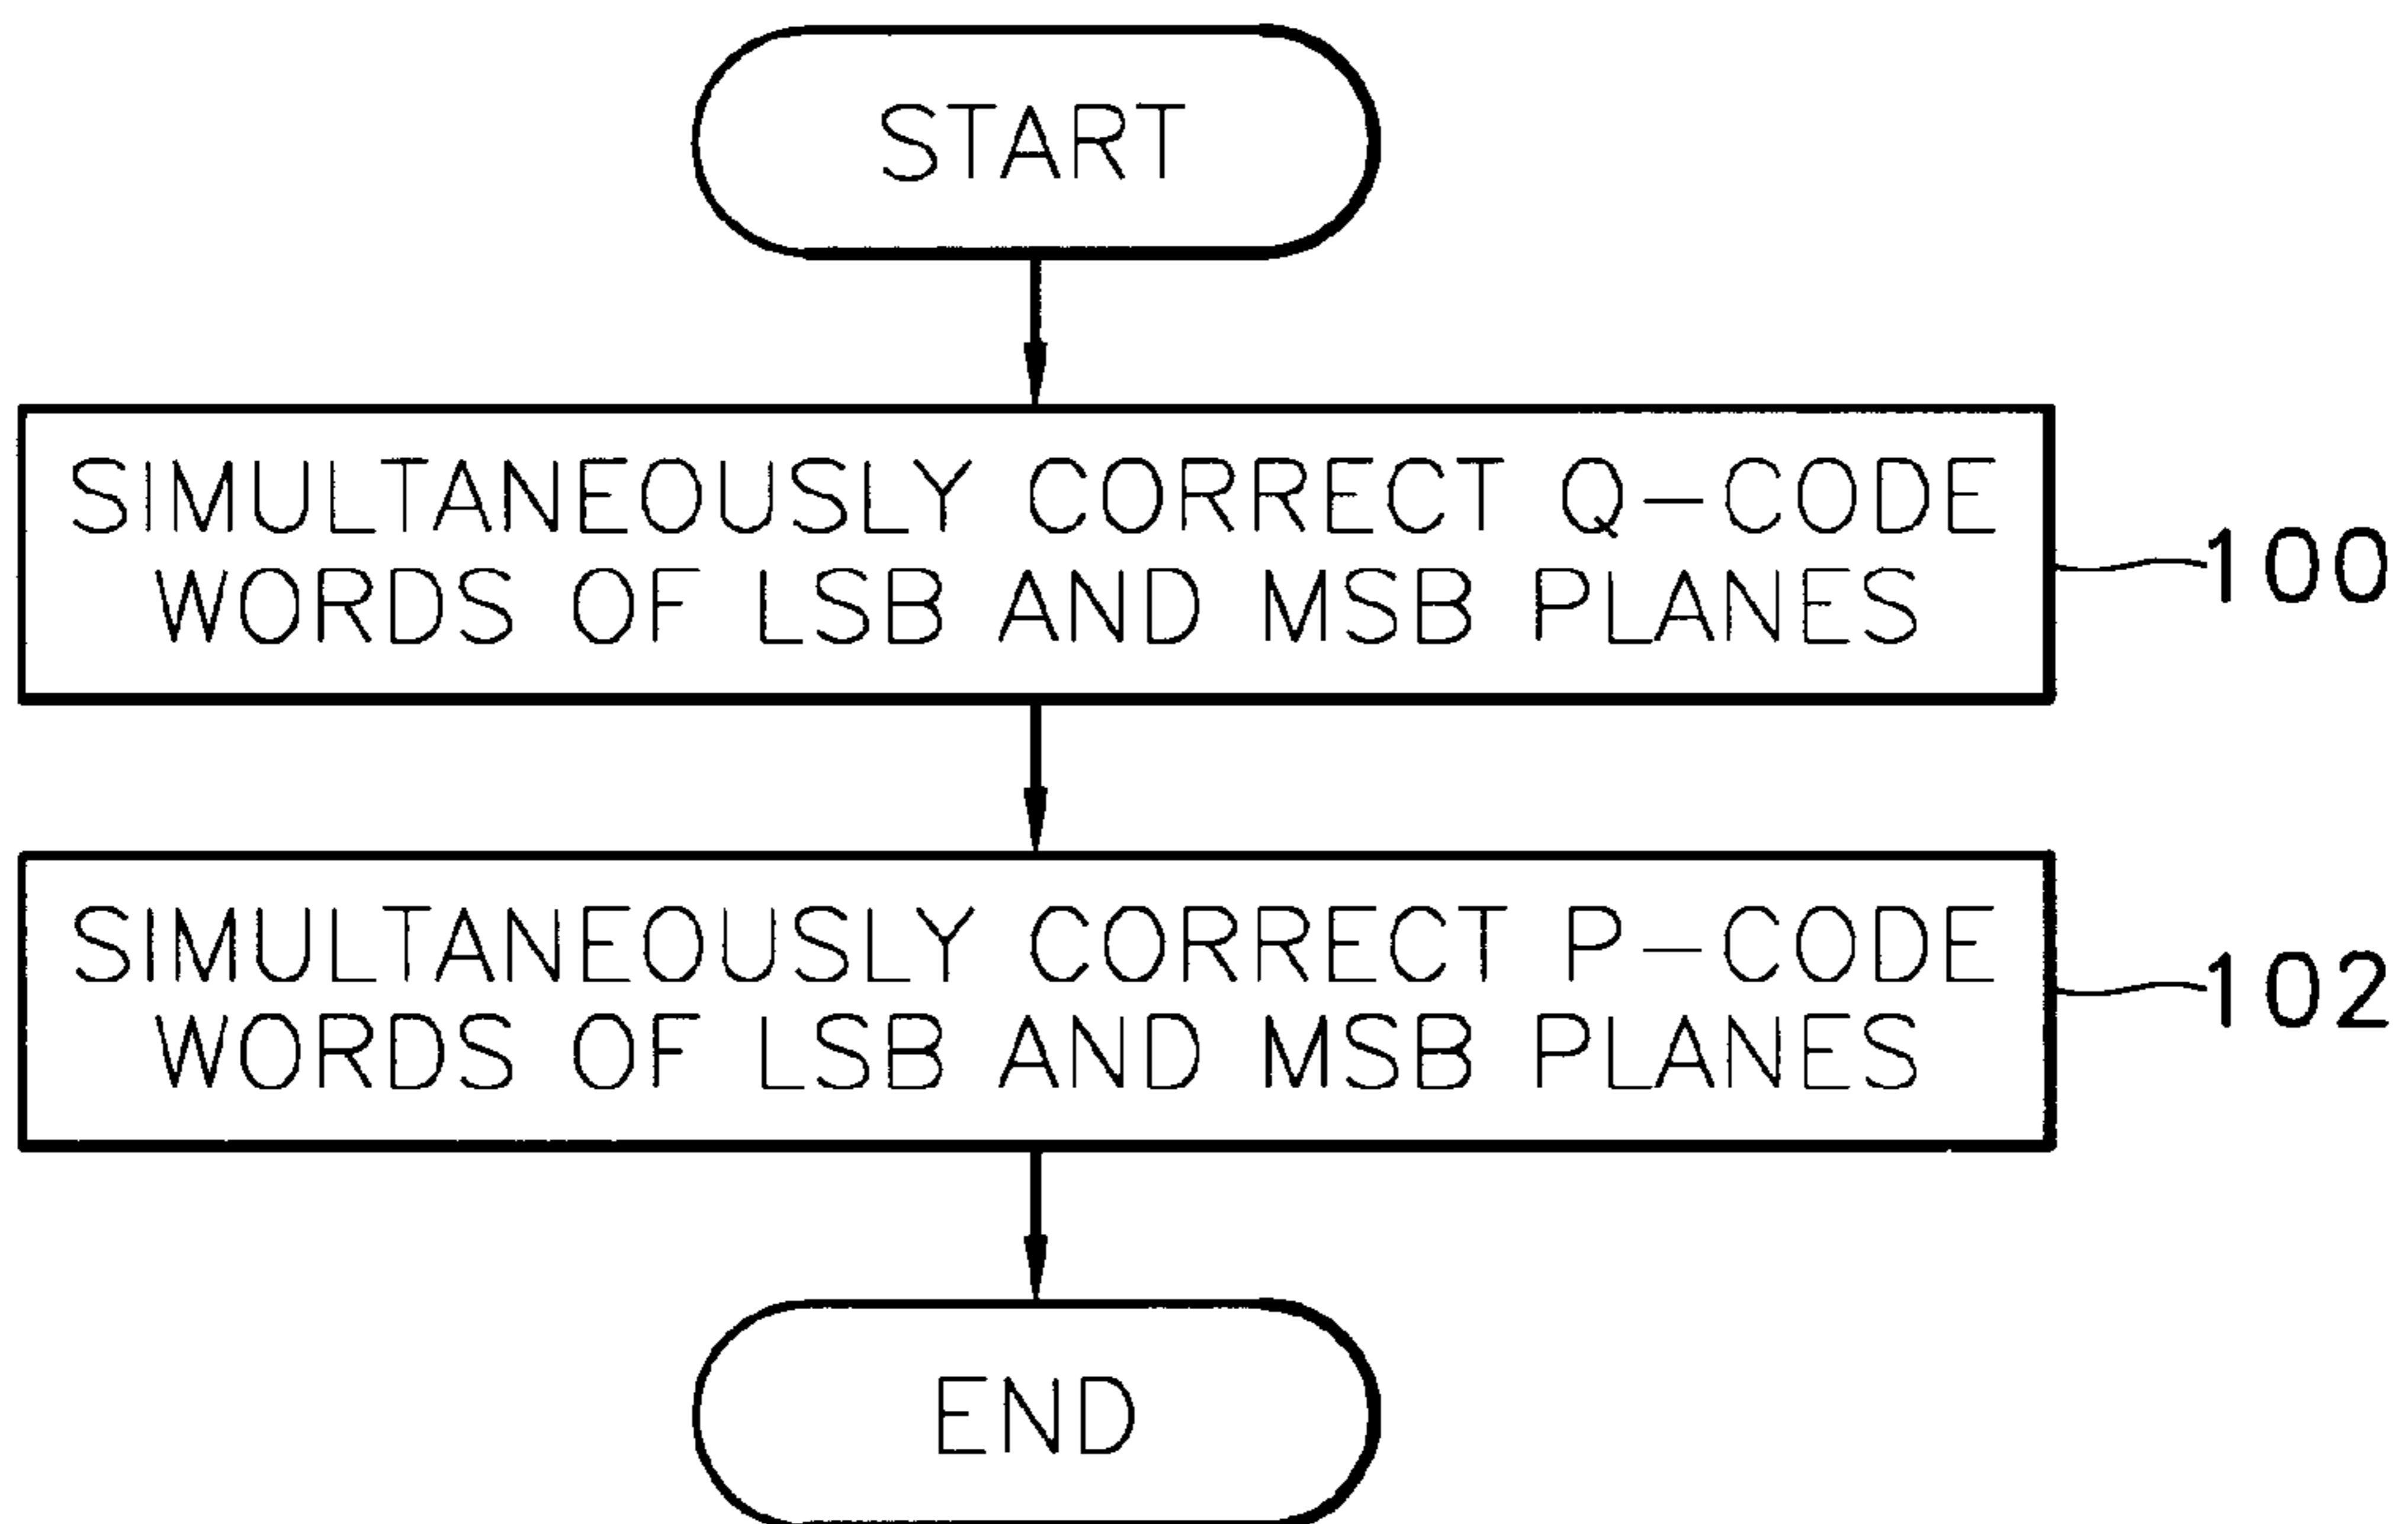 START
SIMULTANEOUSLY CORRECT Q-CODE
WORDS OF LSB AND MSB PLANES
100
SIMULTANEOUSLY CORRECT P-CODE
WORDS OF LSB AND MSB PLANES
102
END